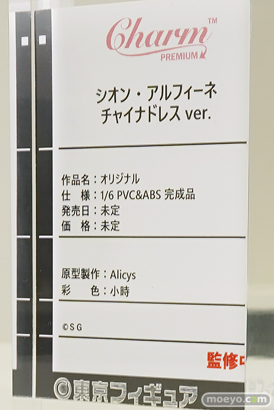 Charm™
PREMIUM
シオン・アルフィーネ
チャイナドレス ver.
作品名：オリジナル
仕　様：1/6 PVC&ABS 完成品
発売日：未定
価　格：未定
原型製作：Alicys
彩　　色：小時
©SG
監修中
東京フィギュア
moeyo.com